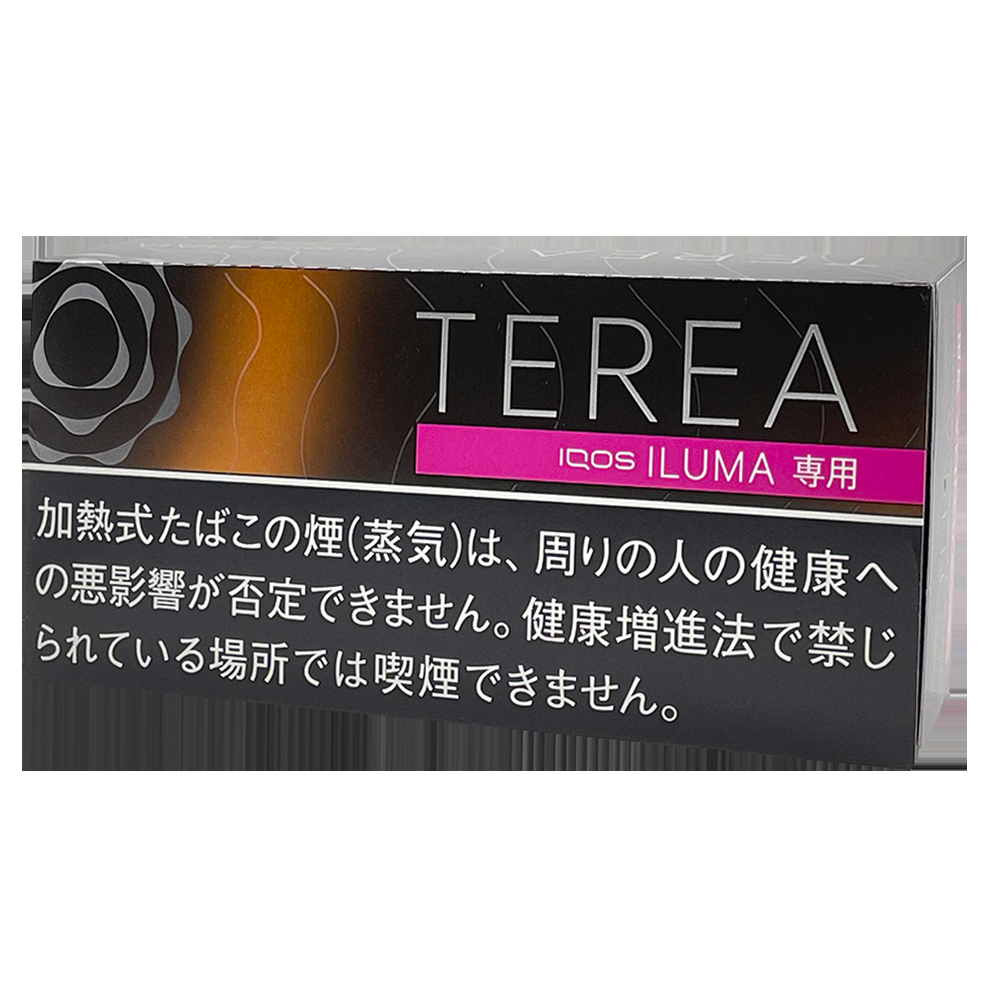 TEREA
IQOS ILUMA 専用
加熱式たばこの煙(蒸気)は、周りの人の健康へ
の悪影響が否定できません。健康増進法で禁じ
られている場所では喫煙できません。